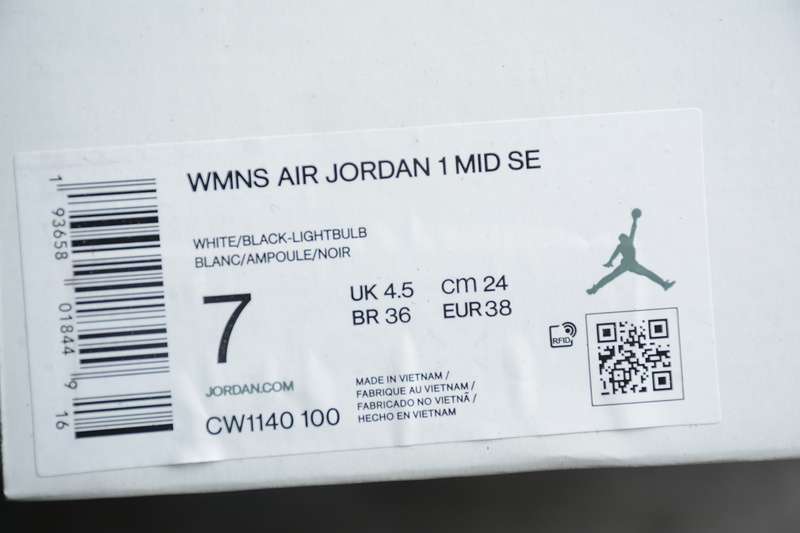 WMNS AIR JORDAN 1 MID SE
WHITE/BLACK-LIGHTBULB
BLANC/AMPOULE/NOIR
7
UK 4.5 CM 24
BR 36 EUR 38
JORDAN.COM
CW1140 100
MADE IN VIETNAM /
FABRIQUE AU VIETNAM /
FABRICADO NO VIETNÃ /
HECHO EN VIETNAM
RFID
1 93658 01844 9 16